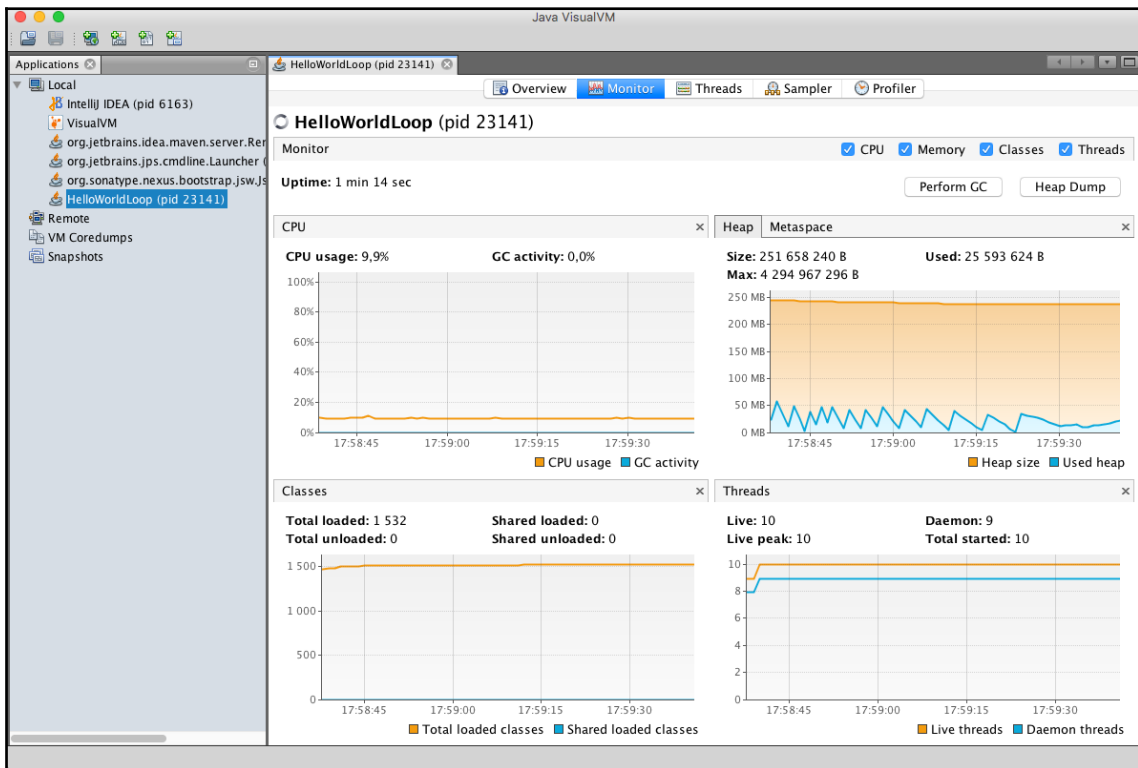 Java VisualVM
Applications
Local
IntelliJ IDEA (pid 6163)
VisualVM
org.jetbrains.idea.maven.server.Rer
org.jetbrains.jps.cmdline.Launcher (
org.sonatype.nexus.bootstrap.jsw.Js
HelloWorldLoop (pid 23141)
Remote
VM Coredumps
Snapshots
HelloWorldLoop (pid 23141)
Overview Monitor Threads Sampler Profiler
HelloWorldLoop (pid 23141)
Monitor CPU Memory Classes Threads
Uptime: 1 min 14 sec Perform GC Heap Dump
CPU
CPU usage: 9,9% GC activity: 0,0%
100%
80%
60%
40%
20%
0%
17:58:45 17:59:00 17:59:15 17:59:30
CPU usage GC activity
Heap Metaspace
Size: 251 658 240 B Used: 25 593 624 B
Max: 4 294 967 296 B
250 MB
200 MB
150 MB
100 MB
50 MB
0 MB
17:58:45 17:59:00 17:59:15 17:59:30
Heap size Used heap
Classes
Total loaded: 1 532 Shared loaded: 0
Total unloaded: 0 Shared unloaded: 0
1 500
1 000
500
0
17:58:45 17:59:00 17:59:15 17:59:30
Total loaded classes Shared loaded classes
Threads
Live: 10 Daemon: 9
Live peak: 10 Total started: 10
10
8
6
4
2
0
17:58:45 17:59:00 17:59:15 17:59:30
Live threads Daemon threads